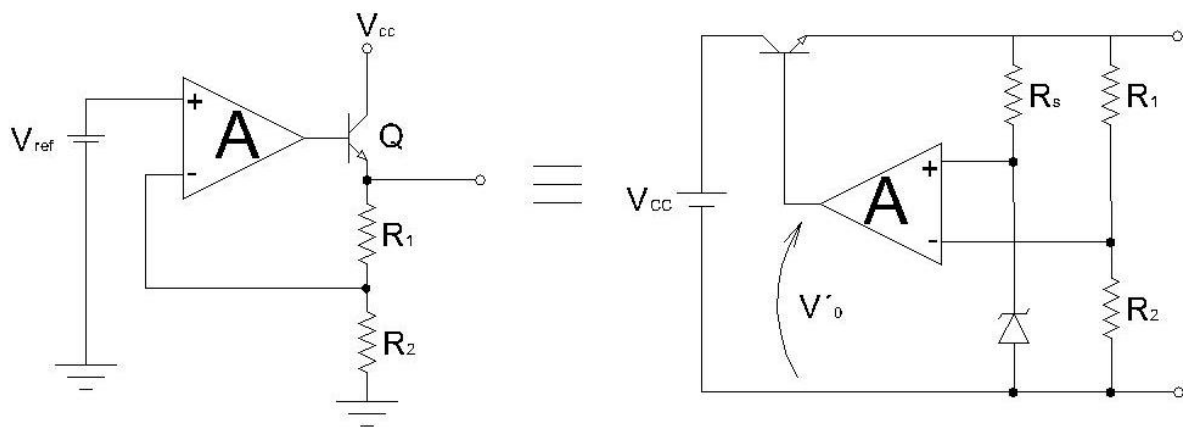 Vcc
+
A
-
Q
Vref
R1
R2
Rs
R1
+
A
-
VCC
V´0
R2